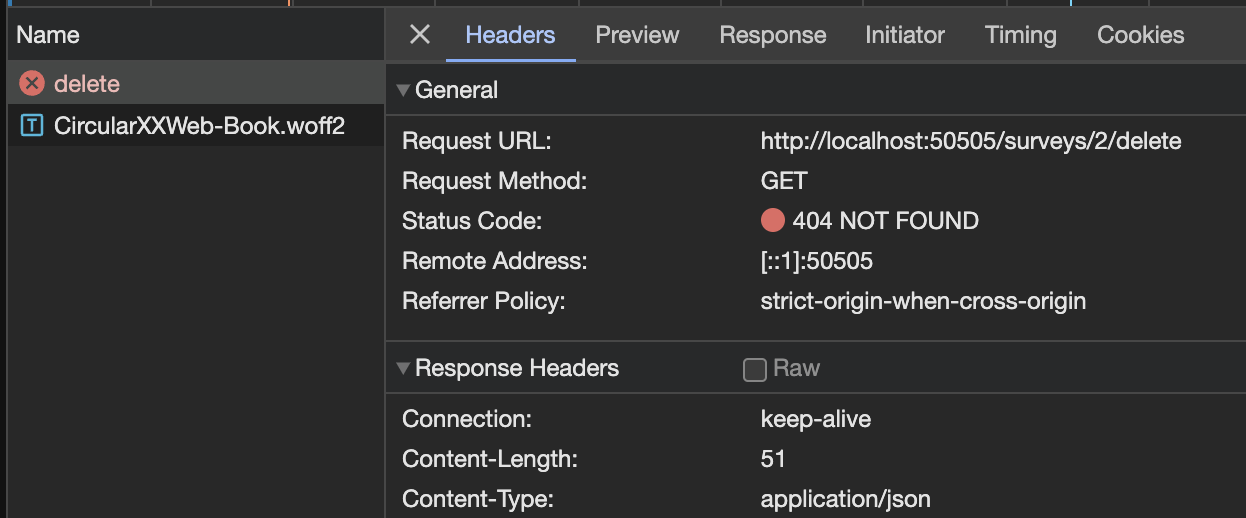 Name
delete
CircularXXWeb-Book.woff2
Headers Preview Response Initiator Timing Cookies
General
Request URL: http://localhost:50505/surveys/2/delete
Request Method: GET
Status Code: 404 NOT FOUND
Remote Address: [::1]:50505
Referrer Policy: strict-origin-when-cross-origin
Response Headers Raw
Connection: keep-alive
Content-Length: 51
Content-Type: application/json